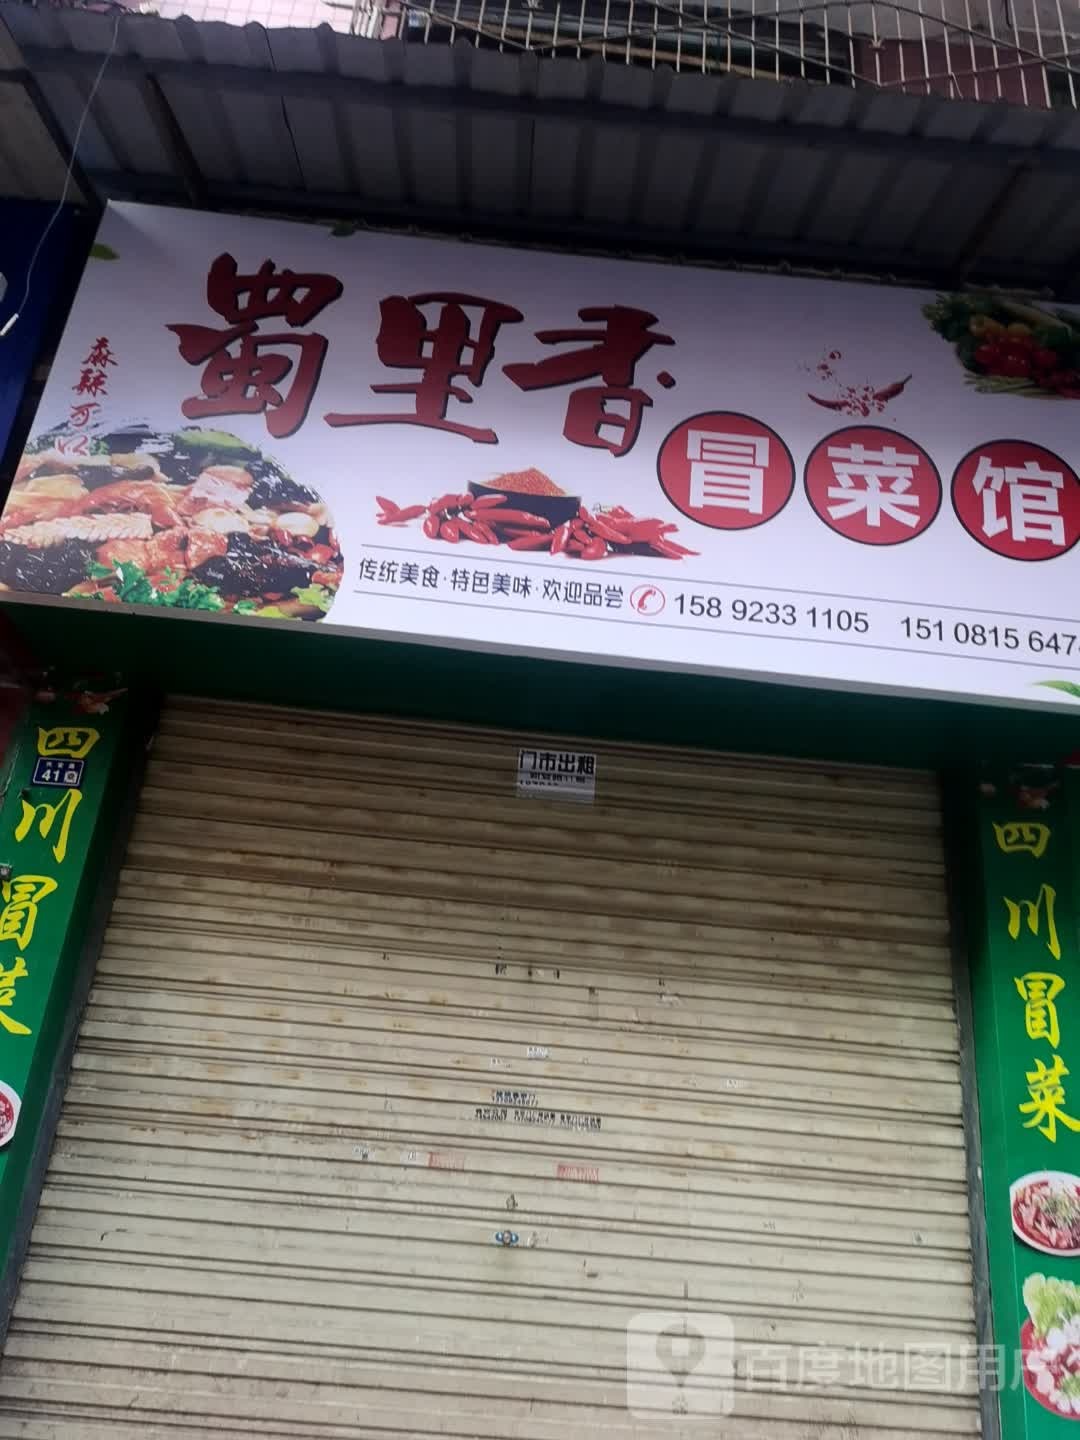 蜀里香
麻辣可口
冒菜馆
传统美食·特色美味·欢迎品尝 158 9233 1105 151 0815 647
四川冒菜
41
门市出租
四川冒菜
百度地图用户